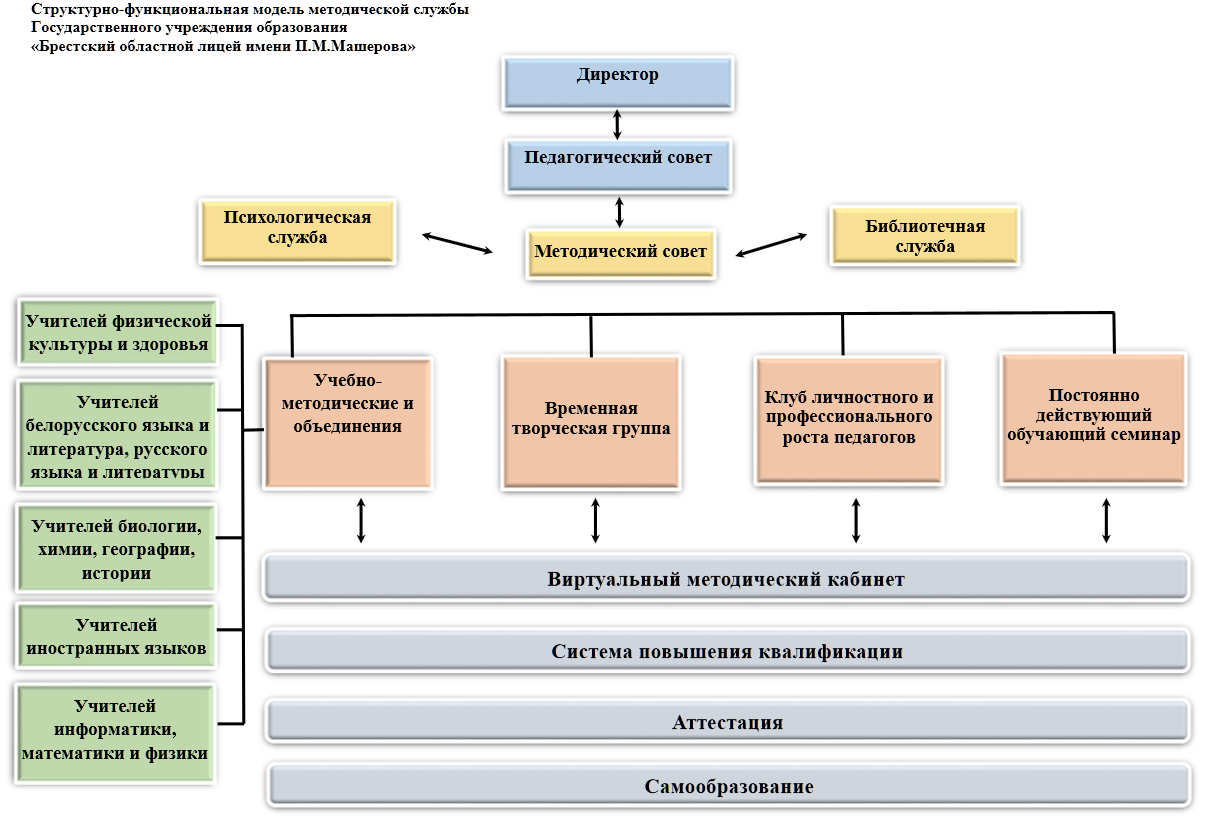 Структурно-функциональная модель методической службы
Государственного учреждения образования
«Брестский областной лицей имени П.М.Машерова»
Директор
Педагогический совет
Психологическая
служба
Методический совет
Библиотечная
служба
Учителей физической
культуры и здоровья
Учителей
белорусского языка и
литература, русского
языка и литературы
Учителей биологии,
химии, географии,
истории
Учителей
иностранных языков
Учителей
информатики,
математики и физики
Учебно-
методические и
объединения
Временная
творческая группа
Клуб личностного и
профессионального
роста педагогов
Постоянно
действующий
обучающий семинар
Виртуальный методический кабинет
Система повышения квалификации
Аттестация
Самообразование